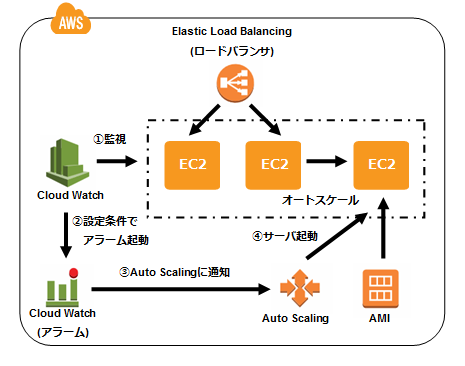 AWS
Elastic Load Balancing
(ロードバランサ)
①監視
EC2
EC2
EC2
Cloud Watch
オートスケール
②設定条件で
アラーム起動
④サーバ起動
③Auto Scalingに通知
Cloud Watch
(アラーム)
Auto Scaling
AMI